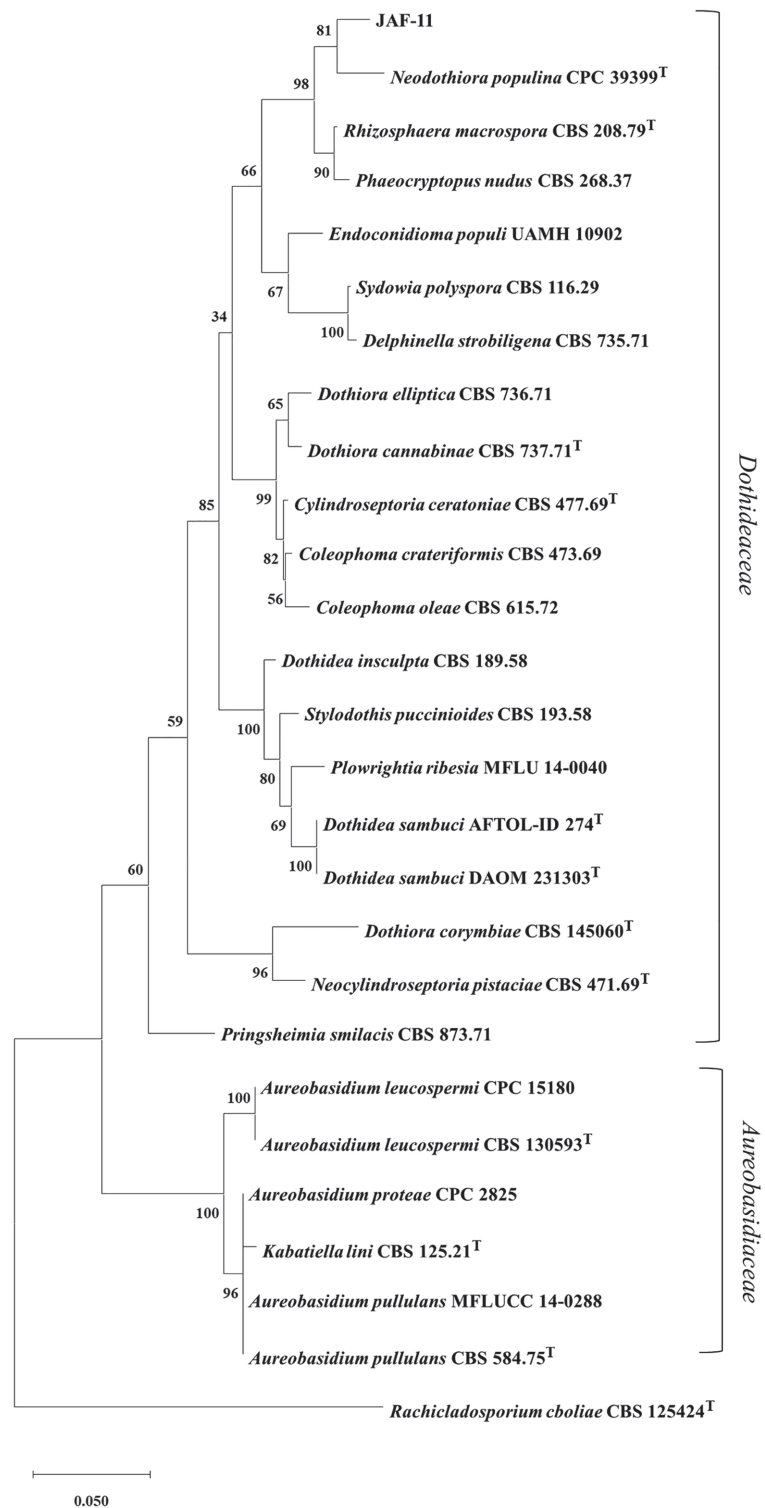 JAF-11
81
Neodothiora populina CPC 39399T
98
Rhizosphaera macrospora CBS 208.79T
90
Phaeocryptopus nudus CBS 268.37
66
Endoconidioma populi UAMH 10902
67
Sydowia polyspora CBS 116.29
100
Delphinella strobiligena CBS 735.71
34
Dothiora elliptica CBS 736.71
65
Dothiora cannabinae CBS 737.71T
99
Cylindroseptoria ceratoniae CBS 477.69T
85
Coleophoma crateriformis CBS 473.69
82
56
Coleophoma oleae CBS 615.72
Dothidea insculpta CBS 189.58
100
Stylodothis puccinioides CBS 193.58
59
80
Plowrightia ribesia MFLU 14-0040
69
Dothidea sambuci AFTOL-ID 274T
100
Dothidea sambuci DAOM 231303T
60
Dothiora corymbiae CBS 145060T
96
Neocylindroseptoria pistaciae CBS 471.69T
Pringsheimia smilacis CBS 873.71
Dothideaceae
Aureobasidium leucospermi CPC 15180
100
Aureobasidium leucospermi CBS 130593T
Aureobasidium proteae CPC 2825
100
Kabatiella lini CBS 125.21T
96
Aureobasidium pullulans MFLUCC 14-0288
Aureobasidium pullulans CBS 584.75T
Aureobasidiaceae
Rachicladosporium cboliae CBS 125424T
0.050